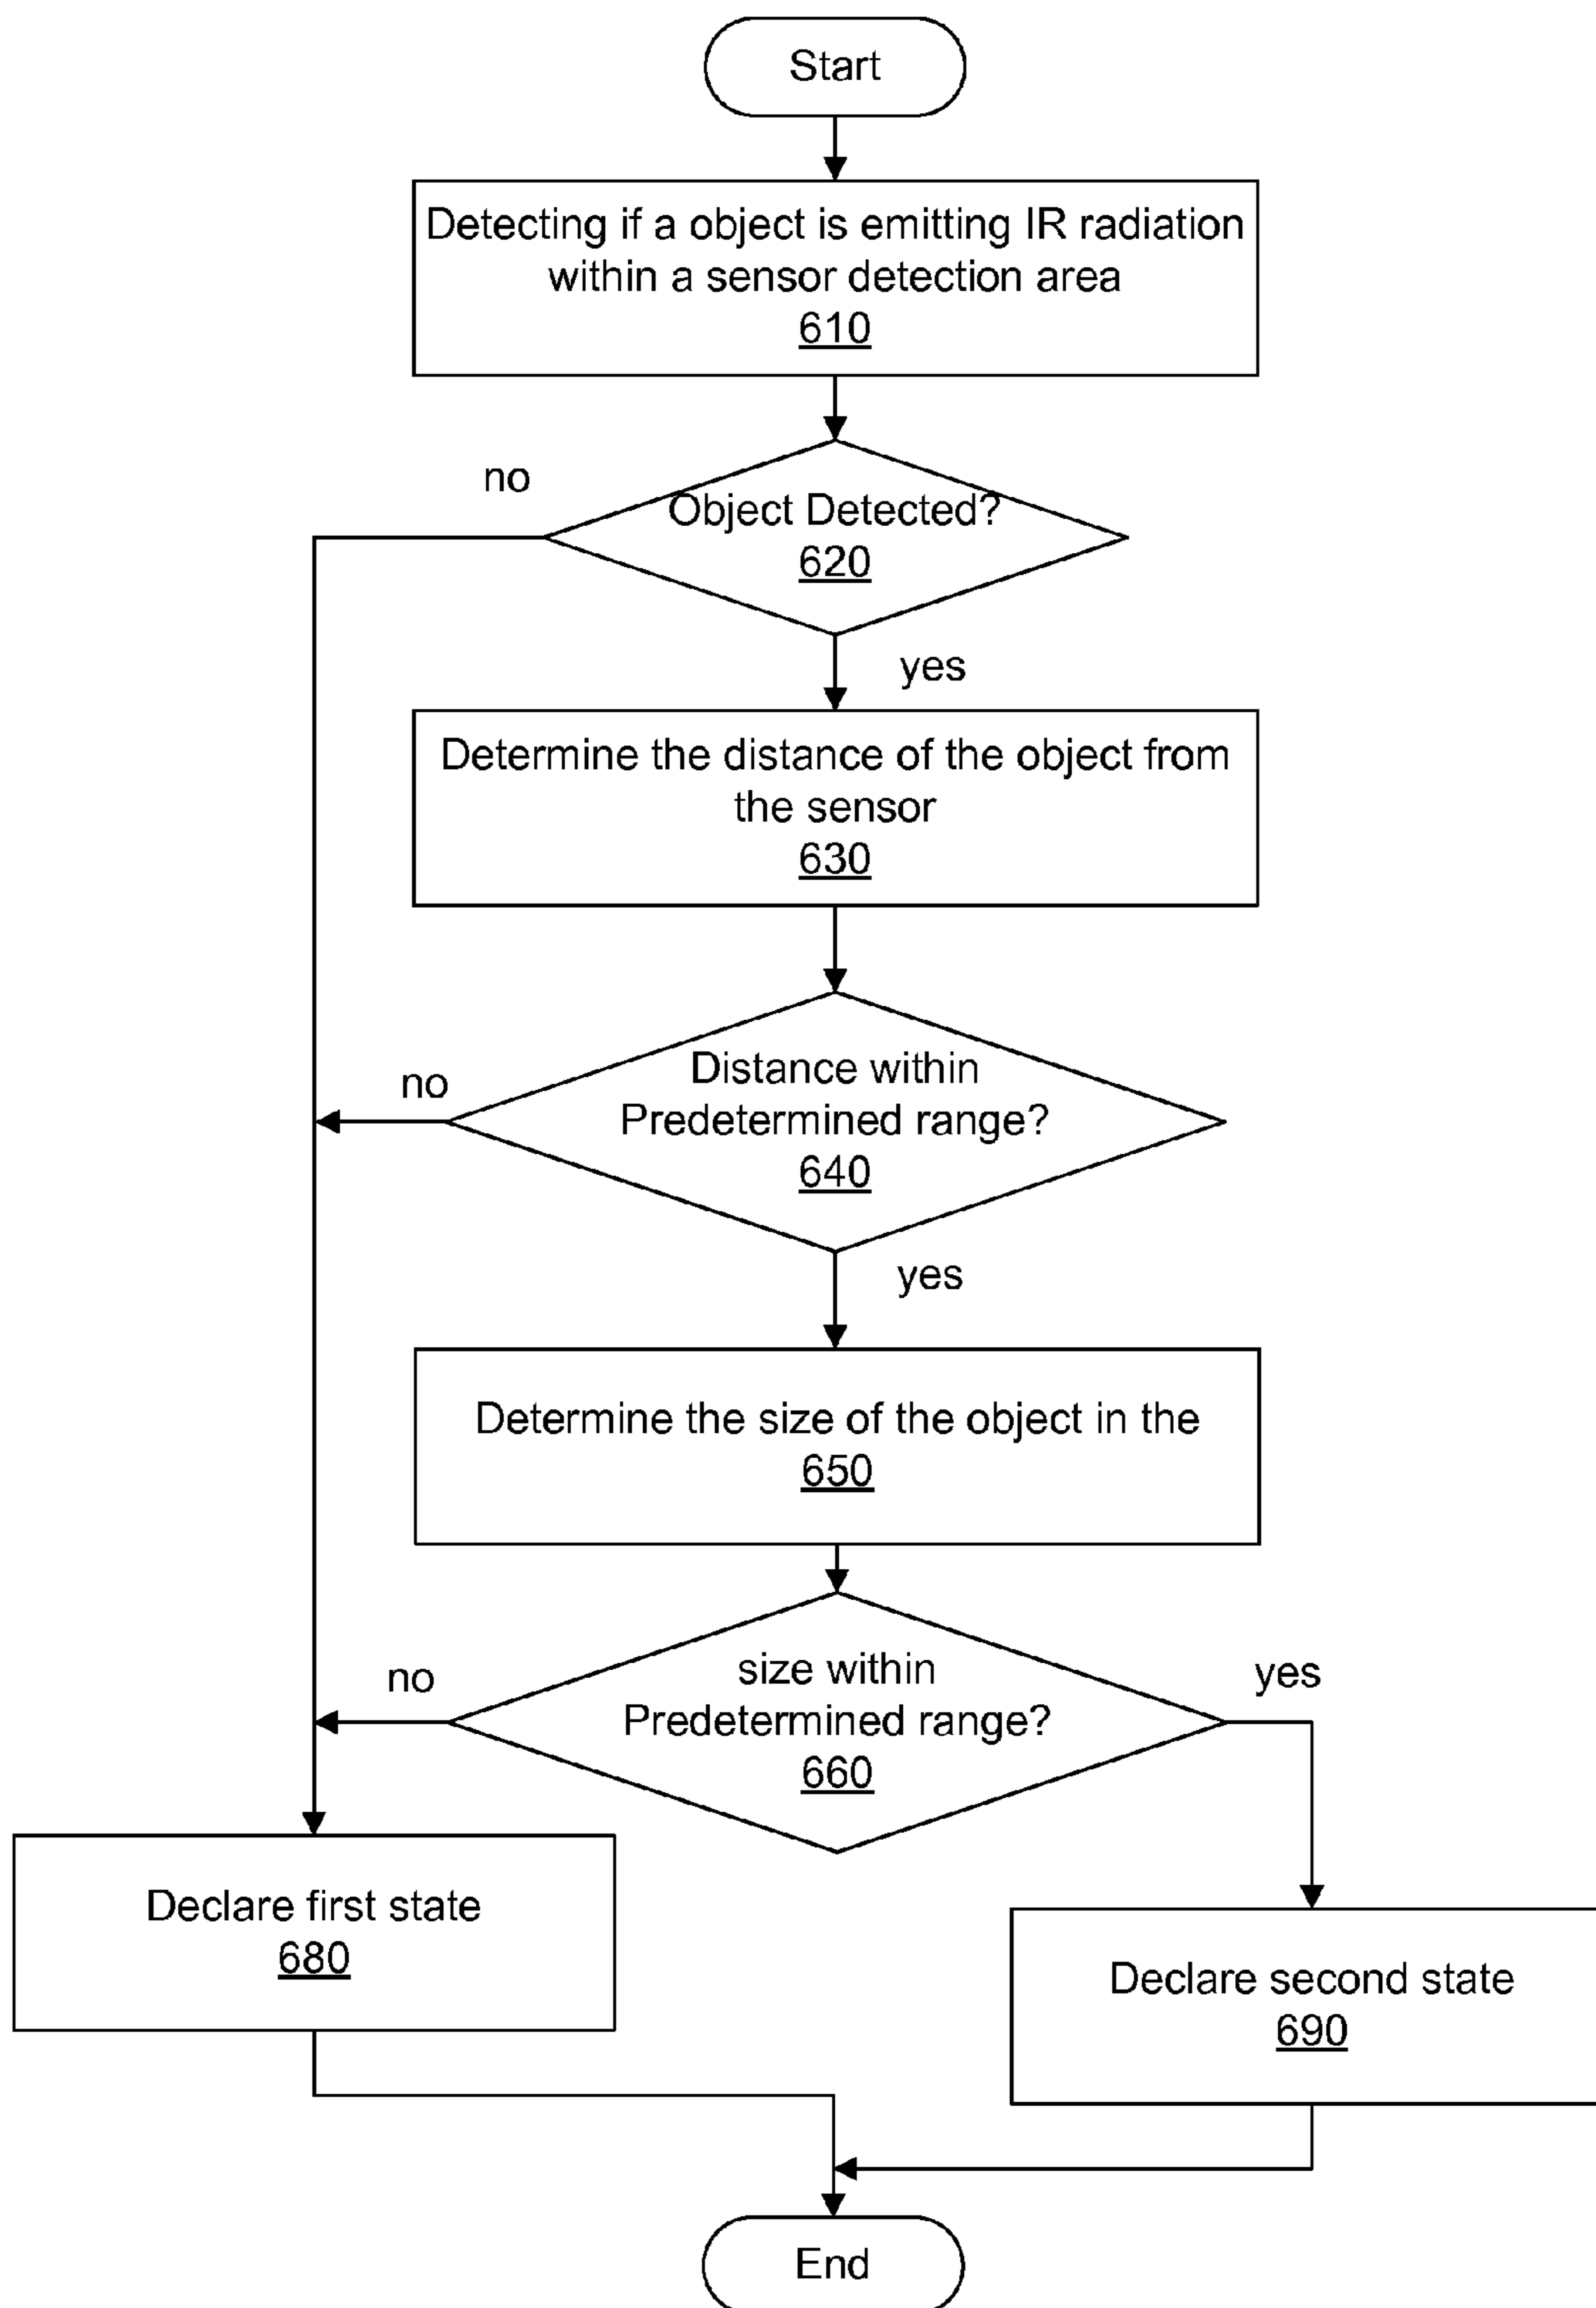 Start
Detecting if a object is emitting IR radiation
within a sensor detection area
610
no
Object Detected?
620
yes
Determine the distance of the object from
the sensor
630
no
Distance within
Predetermined range?
640
yes
Determine the size of the object in the
650
no
size within
Predetermined range?
660
yes
Declare first state
680
Declare second state
690
End